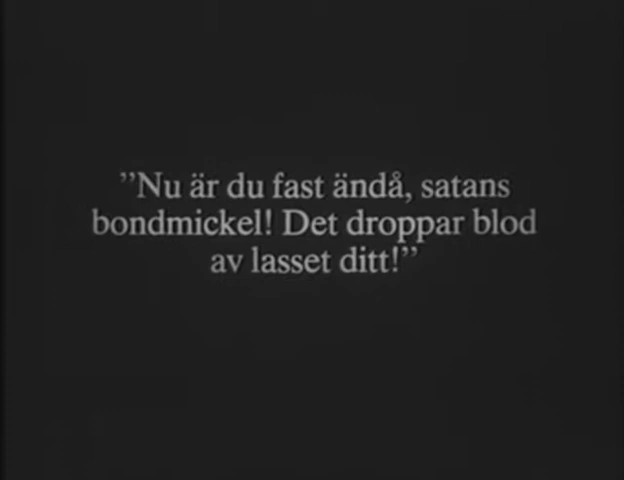 ”Nu är du fast ändå, satans
bondmickel! Det droppar blod
av lasset ditt!”